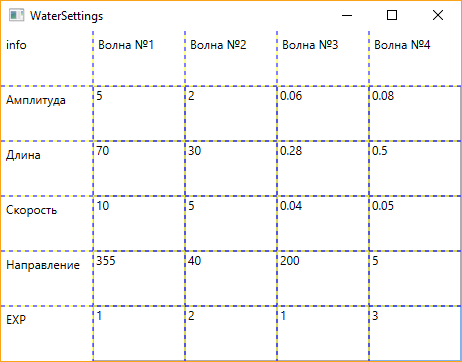 WaterSettings
info Волна №1 Волна №2 Волна №3 Волна №4
Амплитуда 5 2 0.06 0.08
Длина 70 30 0.28 0.5
Скорость 10 5 0.04 0.05
Направление 355 40 200 5
EXP 1 2 1 3